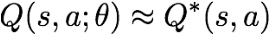 Q(s, a; θ) ≈ Q*(s, a)